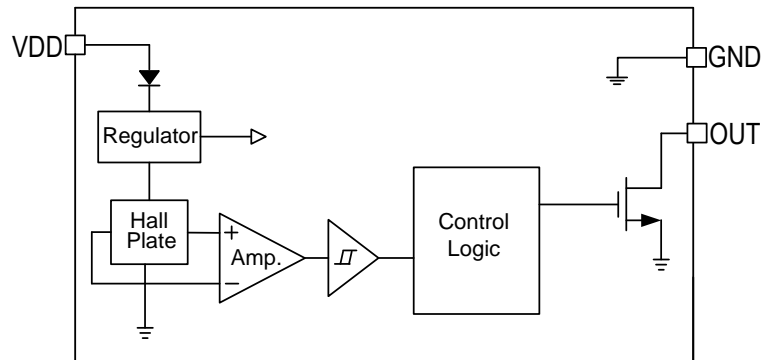 VDD
GND
Regulator
OUT
Hall
Plate
+
Amp.
−
Control
Logic